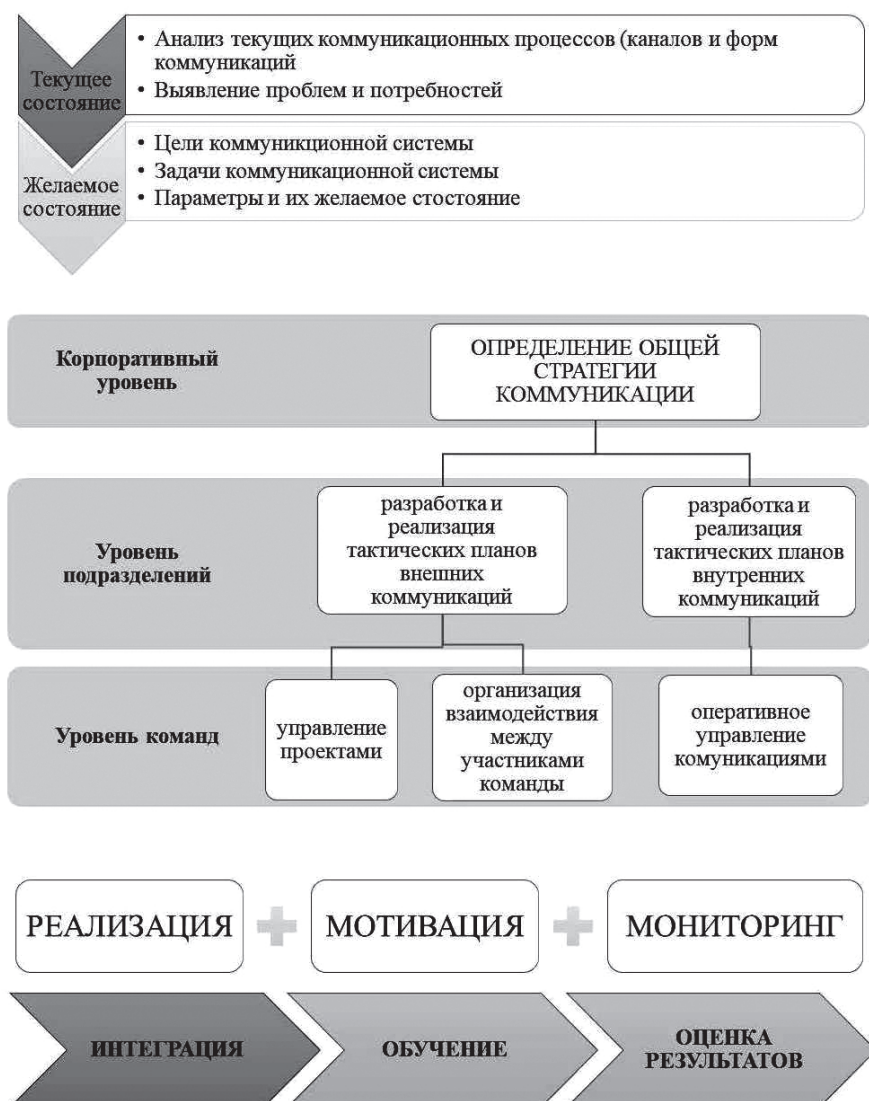 Текущее
состояние
• Анализ текущих коммуникационных процессов (каналов и форм
коммуникаций
• Выявление проблем и потребностей
Желаемое
состояние
• Цели коммуникционной системы
• Задачи коммуникационной системы
• Параметры и их желаемое стостояние
Корпоративный
уровень
ОПРЕДЕЛЕНИЕ ОБЩЕЙ
СТРАТЕГИИ
КОММУНИКАЦИИ
Уровень
подразделений
разработка и
реализация
тактических планов
внешних
коммуникаций
разработка и
реализация
тактических планов
внутренних
коммуникаций
Уровень команд
управление
проектами
организация
взаимодействия
между
участниками
команды
оперативное
управление
комуникациями
РЕАЛИЗАЦИЯ + МОТИВАЦИЯ + МОНИТОРИНГ
ИНТЕГРАЦИЯ
ОБУЧЕНИЕ
ОЦЕНКА
РЕЗУЛЬТАТОВ